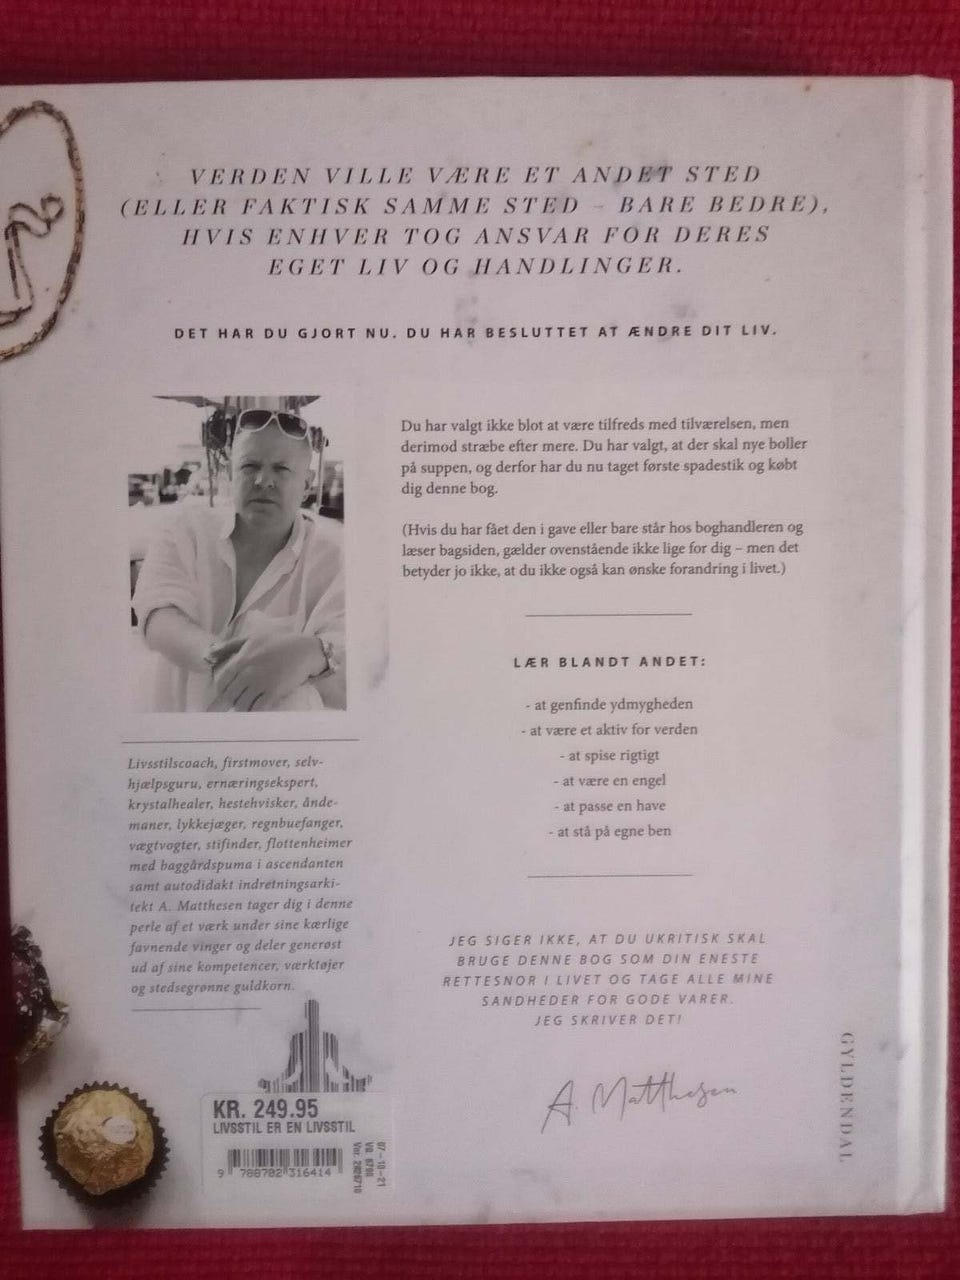 VERDEN VILLE VÆRE ET ANDET STED
(ELLER FAKTISK SAMME STED – BARE BEDRE),
HVIS ENHVER TOG ANSVAR FOR DERES
EGET LIV OG HANDLINGER.
DET HAR DU GJORT NU. DU HAR BESLUTTET AT ÆNDRE DIT LIV.
Du har valgt ikke blot at være tilfreds med tilværelsen, men
derimod stræbe efter mere. Du har valgt, at der skal nye boller
på suppen, og derfor har du nu taget første spadestik og købt
dig denne bog.
(Hvis du har fået den i gave eller bare står hos boghandleren og
læser bagsiden, gælder ovenstående ikke lige for dig – men det
betyder jo ikke, at du ikke også kan ønske forandring i livet.)
LÆR BLANDT ANDET:
- at genfinde ydmygheden
- at være et aktiv for verden
- at spise rigtigt
- at være en engel
- at passe en have
- at stå på egne ben
Livsstilscoach, firstmover, selv-
hjælpsguru, ernæringsekspert,
krystalhealer, hestehvisker, ånde-
maner, lykkejæger, regnbuefanger,
vægtvogter, stifinder, flottenheimer
med baggårdspuma i ascendanten
samt autodidakt indretningsarki-
tekt A. Matthesen tager dig i denne
perle af et værk under sine kærlige
favnende vinger og deler generøst
ud af sine kompetencer, værktøjer
og stedsegrønne guldkorn.
JEG SIGER IKKE, AT DU UKRITISK SKAL
BRUGE DENNE BOG SOM DIN ENESTE
RETTESNOR I LIVET OG TAGE ALLE MINE
SANDHEDER FOR GODE VARER.
JEG SKRIVER DET!
A. Matthesen
GYLDENDAL
KR. 249.95
LIVSSTIL ER EN LIVSSTIL
9 788702 316414
07-10-21